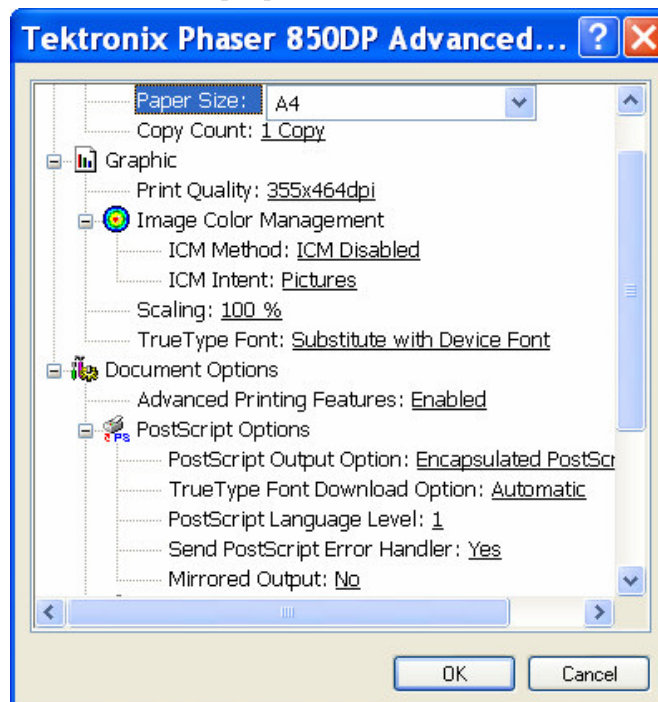 Tektronix Phaser 850DP Advanced...
Paper Size: A4
Copy Count: 1 Copy
Graphic
Print Quality: 355x464dpi
Image Color Management
ICM Method: ICM Disabled
ICM Intent: Pictures
Scaling: 100 %
TrueType Font: Substitute with Device Font
Document Options
Advanced Printing Features: Enabled
PS PostScript Options
PostScript Output Option: Encapsulated PostScr
TrueType Font Download Option: Automatic
PostScript Language Level: 1
Send PostScript Error Handler: Yes
Mirrored Output: No
OK Cancel